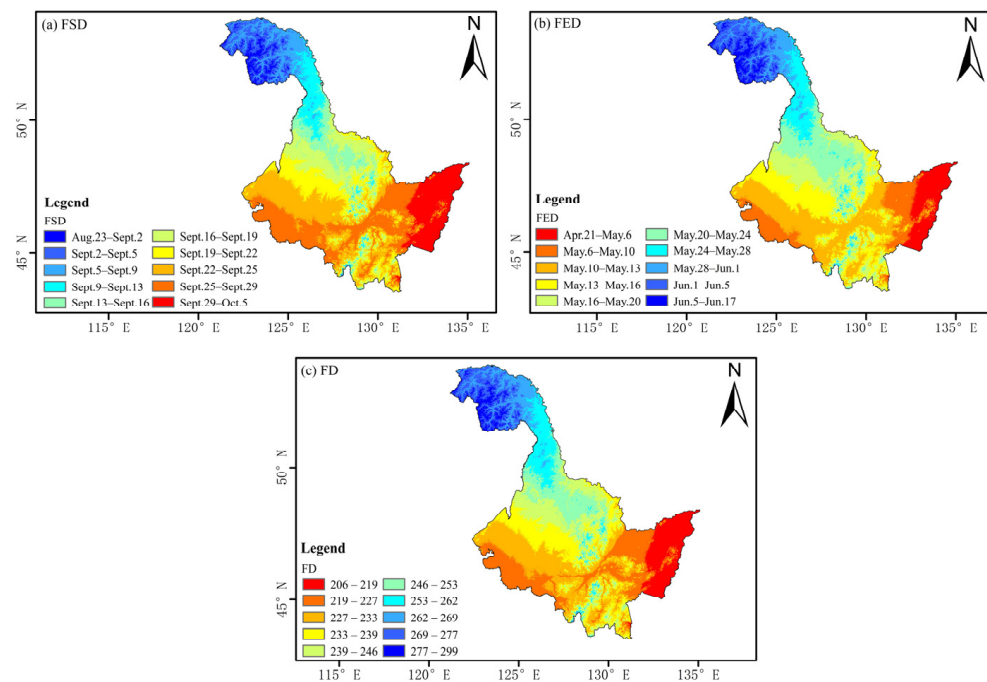 (a) FSD
N
50° N
45° N
Legend
FSD
Aug.23–Sept.2
Sept.2–Sept.5
Sept.5–Sept.9
Sept.9–Sept.13
Sept.13–Sept.16
Sept.16–Sept.19
Sept.19–Sept.22
Sept.22–Sept.25
Sept.25–Sept.29
Sept.29–Oct.5
115° E 120° E 125° E 130° E 135° E
(b) FED
N
50° N
45° N
Legend
FED
Apr.21–May.6
May.6–May.10
May.10–May.13
May.13–May.16
May.16–May.20
May.20–May.24
May.24–May.28
May.28–Jun.1
Jun.1–Jun.5
Jun.5–Jun.17
115° E 120° E 125° E 130° E 135° E
(c) FD
N
50° N
45° N
Legend
FD
206–219
219–227
227–233
233–239
239–246
246–253
253–262
262–269
269–277
277–299
115° E 120° E 125° E 130° E 135° E